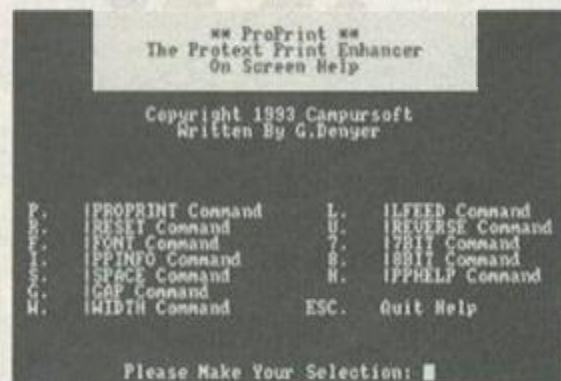 ** ProPrint **
The Protext Print Enhancer
On Screen Help
Copyright 1993 Campursoft
Written By G.Denyer
P. |PROPRINT Command
R. |RESET Command
F. |FONT Command
I. |PPINFO Command
S. |SPACE Command
G. |GAP Command
W. |WIDTH Command
L. |LFEED Command
U. |REVERSE Command
7. |7BIT Command
8. |8BIT Command
H. |PPHELP Command
ESC. Quit Help
Please Make Your Selection: